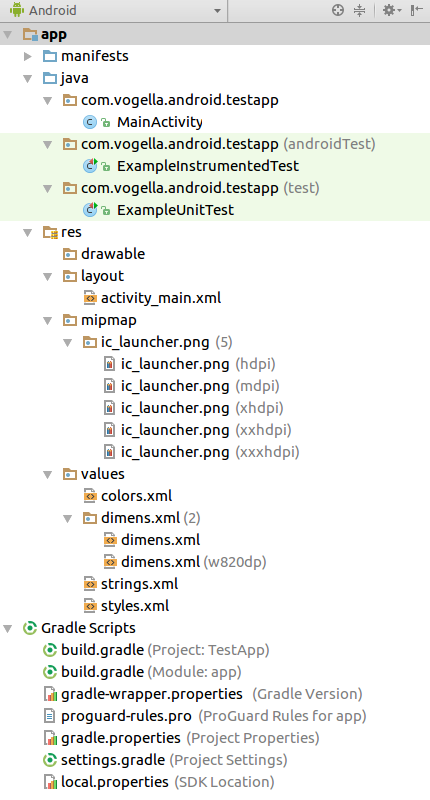 Android
app
manifests
java
com.vogella.android.testapp
MainActivity
com.vogella.android.testapp (androidTest)
ExampleInstrumentedTest
com.vogella.android.testapp (test)
ExampleUnitTest
res
drawable
layout
activity_main.xml
mipmap
ic_launcher.png (5)
ic_launcher.png (hdpi)
ic_launcher.png (mdpi)
ic_launcher.png (xhdpi)
ic_launcher.png (xxhdpi)
ic_launcher.png (xxxhdpi)
values
colors.xml
dimens.xml (2)
dimens.xml
dimens.xml (w820dp)
strings.xml
styles.xml
Gradle Scripts
build.gradle (Project: TestApp)
build.gradle (Module: app)
gradle-wrapper.properties (Gradle Version)
proguard-rules.pro (ProGuard Rules for app)
gradle.properties (Project Properties)
settings.gradle (Project Settings)
local.properties (SDK Location)